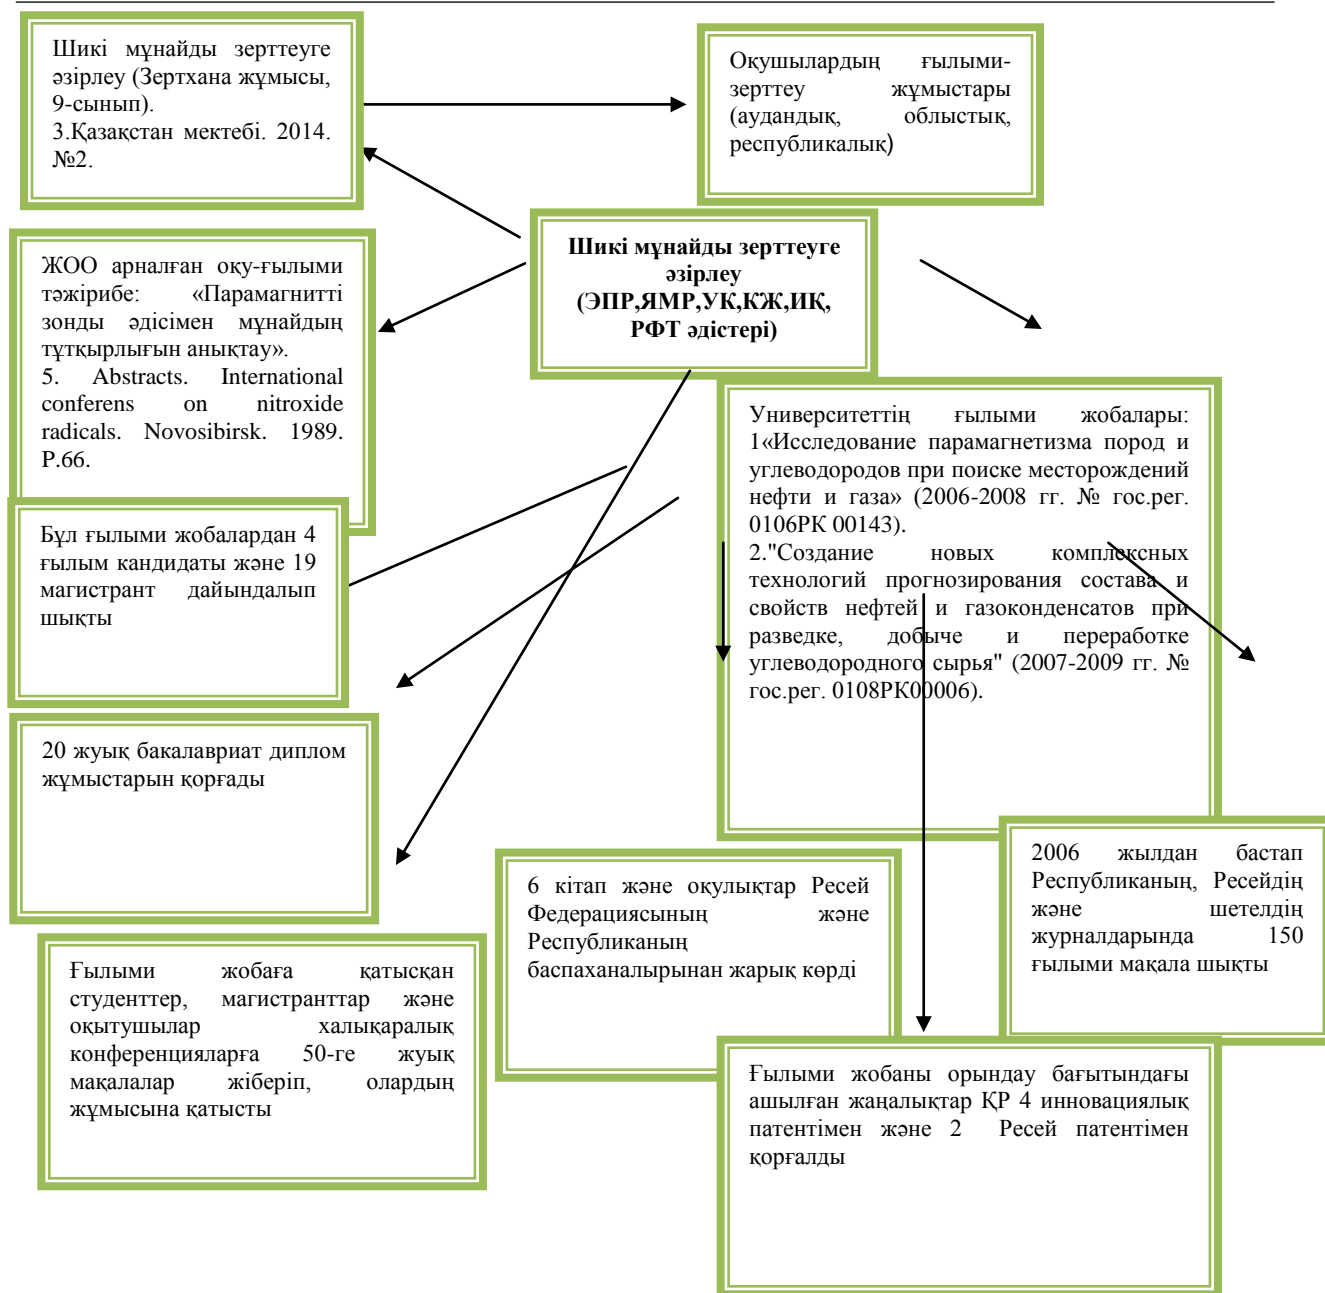 Шикі мұнайды зерттеуге
әзірлеу (Зертхана жұмысы,
9-сынып).
3.Қазақстан мектебі. 2014.
№2.
Оқушылардың ғылыми-
зерттеу жұмыстары
(аудандық, облыстық,
республикалық)
Шикі мұнайды зерттеуге
әзірлеу
(ЭПР,ЯМР,УК,КЖ,ИҚ,
РФТ әдістері)
ЖОО арналған оқу-ғылыми
тәжірибе: «Парамагнитті
зонды әдісімен мұнайдың
тұтқырлығын анықтау».
5. Abstracts. International
conferens on nitroxide
radicals. Novosibirsk. 1989.
P.66.
Университеттің ғылыми жобалары:
1«Исследование парамагнетизма пород и
углеводородов при поиске месторождений
нефти и газа» (2006-2008 гг. № гос.рег.
0106РК 00143).
2."Создание новых комплексных
технологий прогнозирования состава и
свойств нефтей и газоконденсатов при
разведке, добыче и переработке
углеводородного сырья" (2007-2009 гг. №
гос.рег. 0108РК00006).
Бұл ғылыми жобалардан 4
ғылым кандидаты және 19
магистрант дайындалып
шықты
20 жуық бакалавриат диплом
жұмыстарын қорғады
6 кітап және оқулықтар Ресей
Федерациясының және
Республиканың
баспаханалырынан жарық көрді
2006 жылдан бастап
Республиканың, Ресейдің
және шетелдің
журналдарында 150
ғылыми мақала шықты
Ғылыми жобаға қатысқан
студенттер, магистранттар және
оқытушылар халықаралық
конференцияларға 50-ге жуық
мақалалар жіберіп, олардың
жұмысына қатысты
Ғылыми жобаны орындау бағытындағы
ашылған жаңалықтар ҚР 4 инновациялық
патентімен және 2 Ресей патентімен
қорғалды